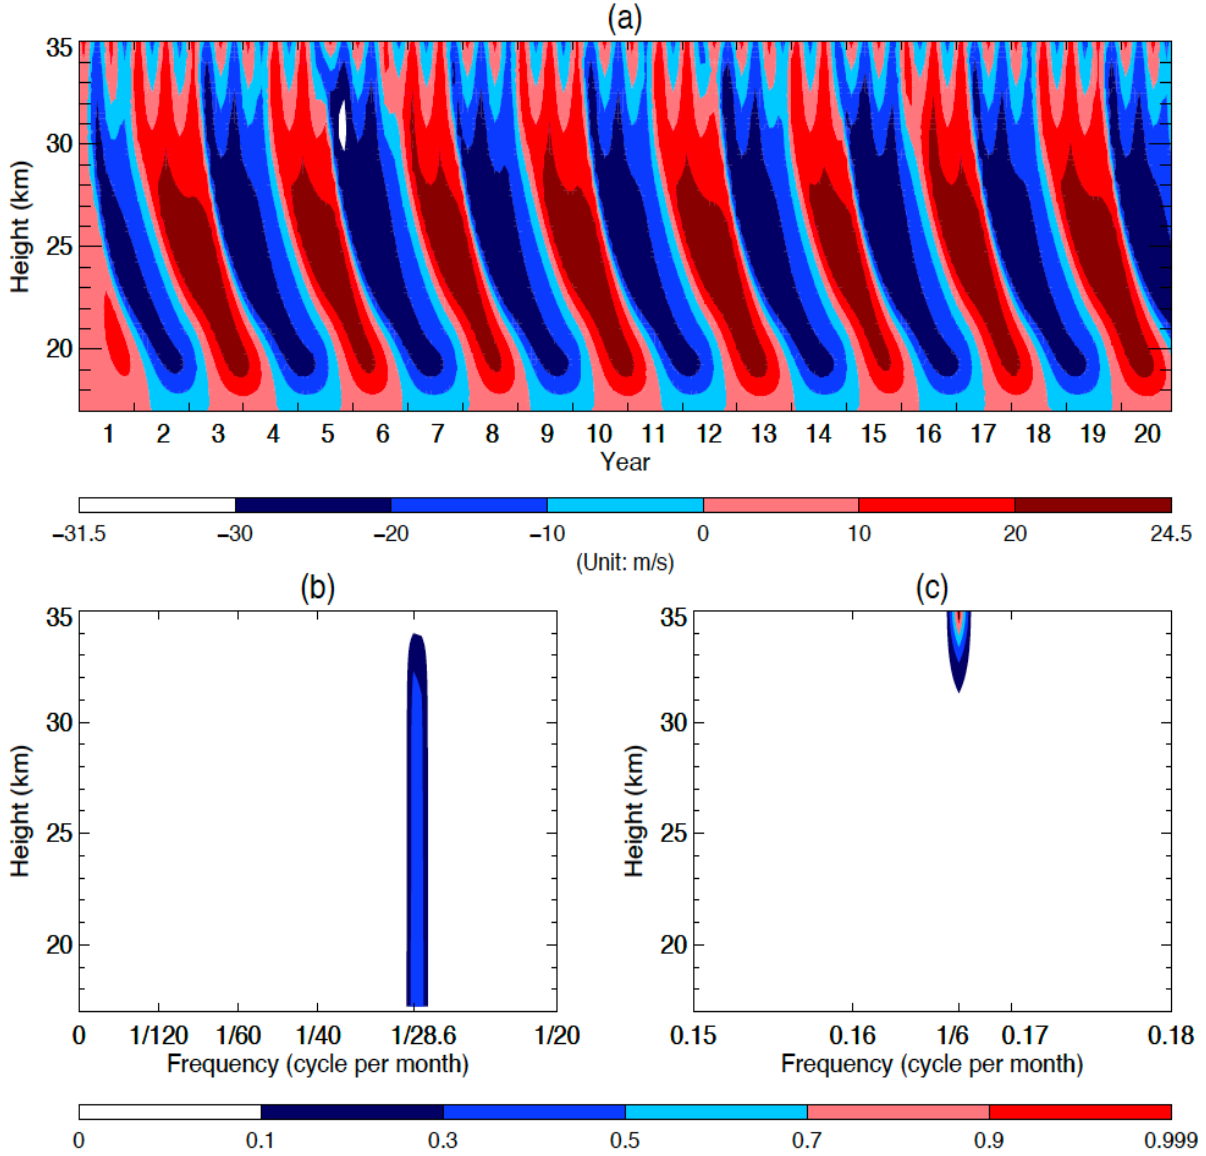 (a)
35
30
25
20
Height (km)
1 2 3 4 5 6 7 8 9 10 11 12 13 14 15 16 17 18 19 20
Year
−31.5 −30 −20 −10 0 10 20 24.5
(Unit: m/s)
(b)
35
30
25
20
Height (km)
0 1/120 1/60 1/40 1/28.6 1/20
Frequency (cycle per month)
(c)
35
30
25
20
Height (km)
0.15 0.16 1/6 0.17 0.18
Frequency (cycle per month)
0 0.1 0.3 0.5 0.7 0.9 0.999